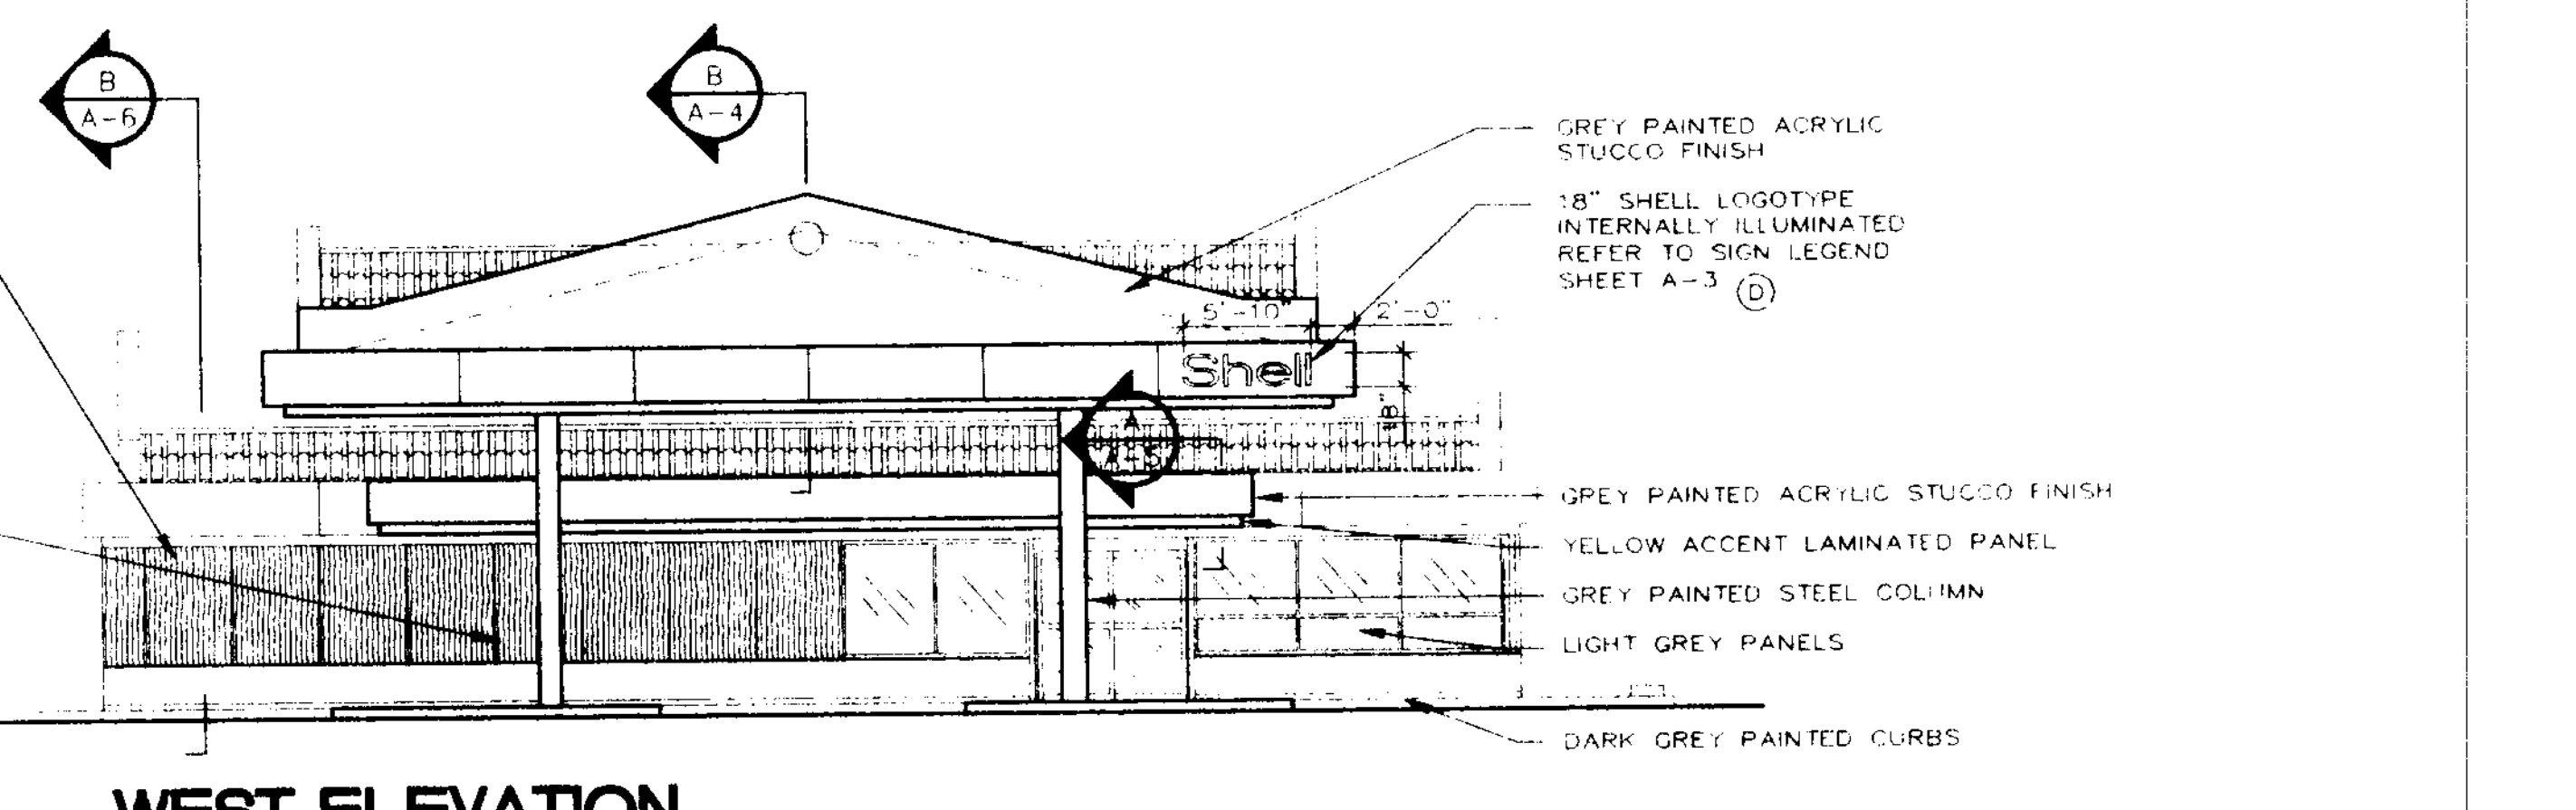 B
A-6
B
A-4
GREY PAINTED ACRYLIC
STUCCO FINISH
18" SHELL LOGOTYPE
INTERNALLY ILLUMINATED
REFER TO SIGN LEGEND
SHEET A-3 D
5'-10" 2'-0"
Shell
18"
A
A-5
GREY PAINTED ACRYLIC STUCCO FINISH
YELLOW ACCENT LAMINATED PANEL
GREY PAINTED STEEL COLUMN
LIGHT GREY PANELS
DARK GREY PAINTED CURBS
WEST ELEVATION